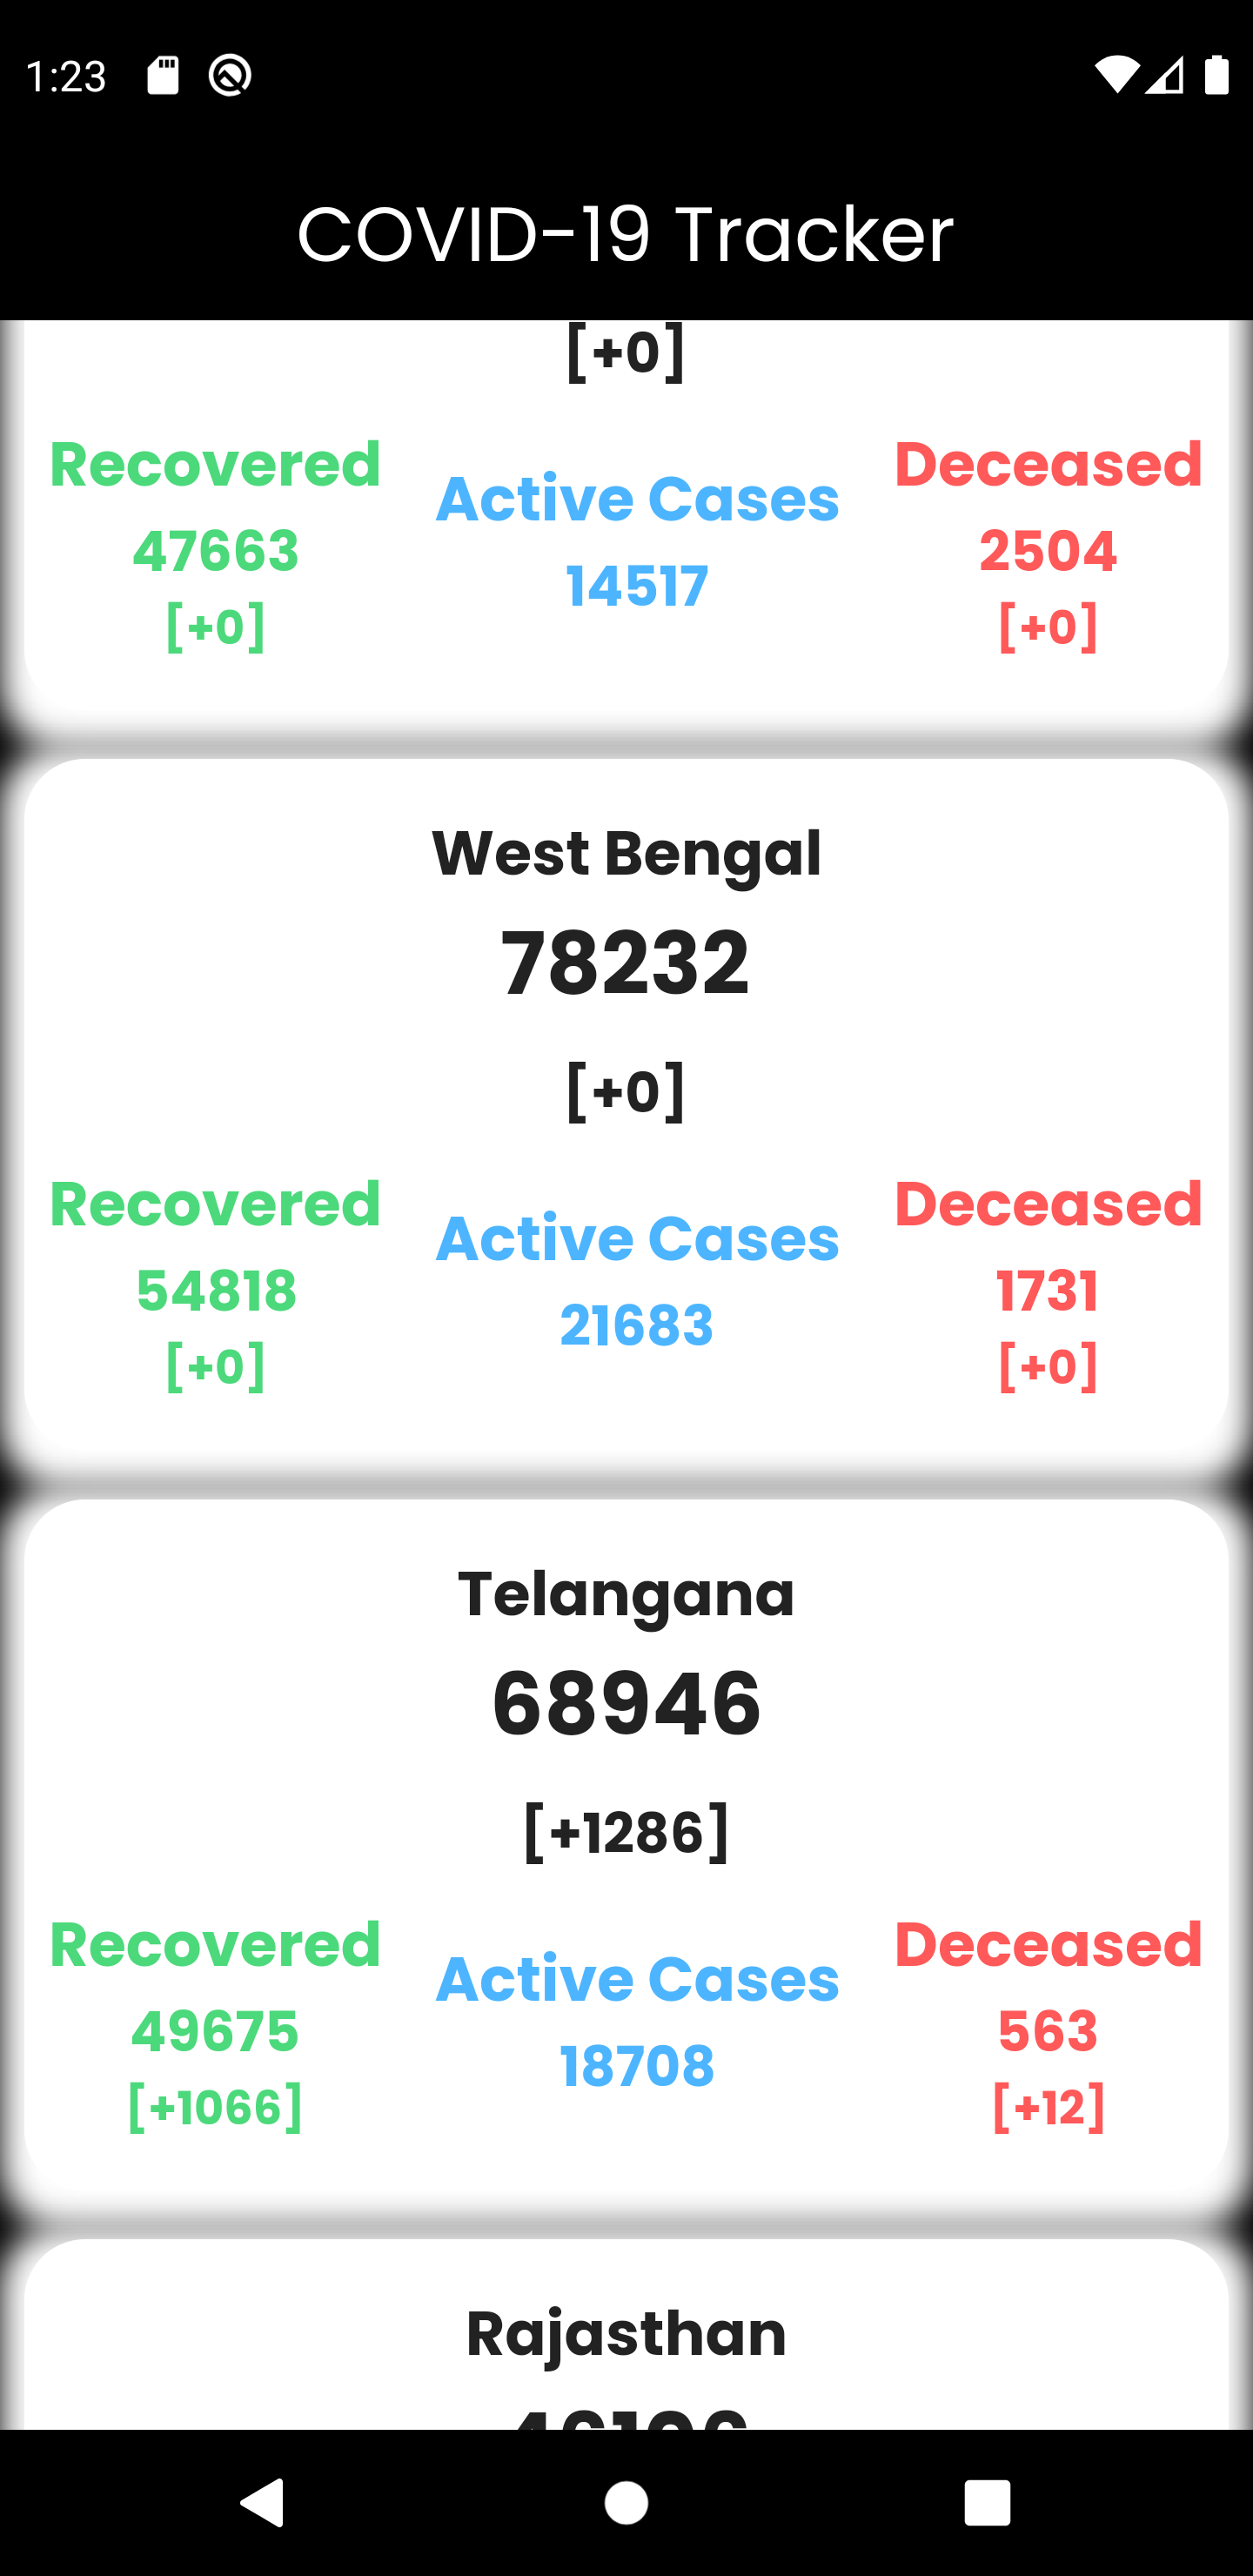 1:23
COVID-19 Tracker
[+0]
Recovered
Active Cases
Deceased
47663
14517
2504
[+0]
[+0]
West Bengal
78232
[+0]
Recovered
Active Cases
Deceased
54818
21683
1731
[+0]
[+0]
Telangana
68946
[+1286]
Recovered
Active Cases
Deceased
49675
18708
563
[+1066]
[+12]
Rajasthan